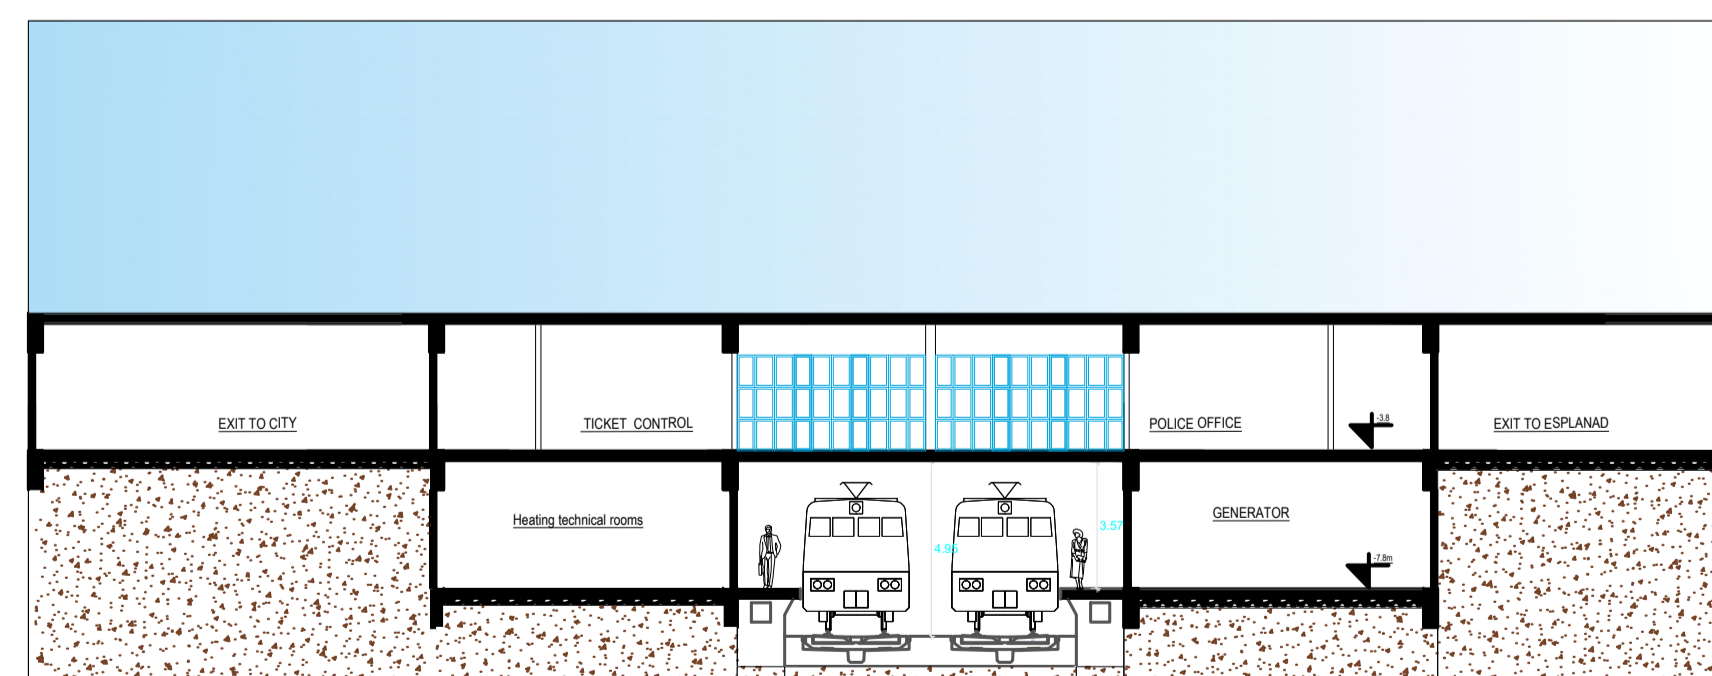 EXIT TO CITY
TICKET CONTROL
POLICE OFFICE
-3.8
EXIT TO ESPLANAD
Heating technical rooms
GENERATOR
3.57
4.95
-7.8m